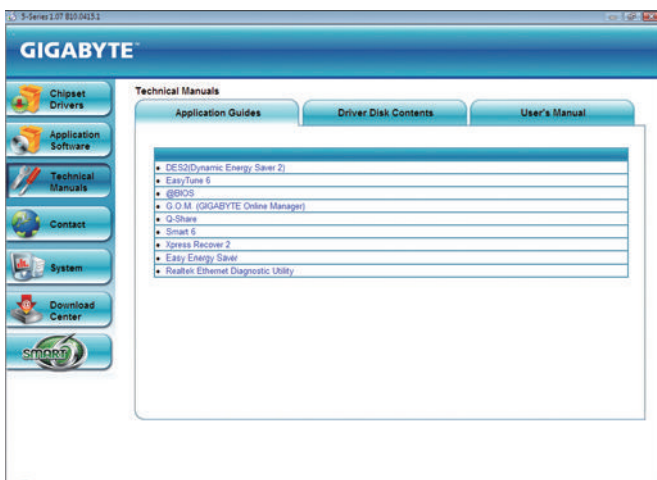 5-Series 1.07 B10.0415.1
GIGABYTE™
Chipset
Drivers
Application
Software
Technical
Manuals
Contact
System
Download
Center
SMART6
Technical Manuals
Application Guides
Driver Disk Contents
User's Manual
DES2(Dynamic Energy Saver 2)
EasyTune 6
@BIOS
G.O.M. (GIGABYTE Online Manager)
Q-Share
Smart 6
Xpress Recover 2
Easy Energy Saver
Realtek Ethernet Diagnostic Utility